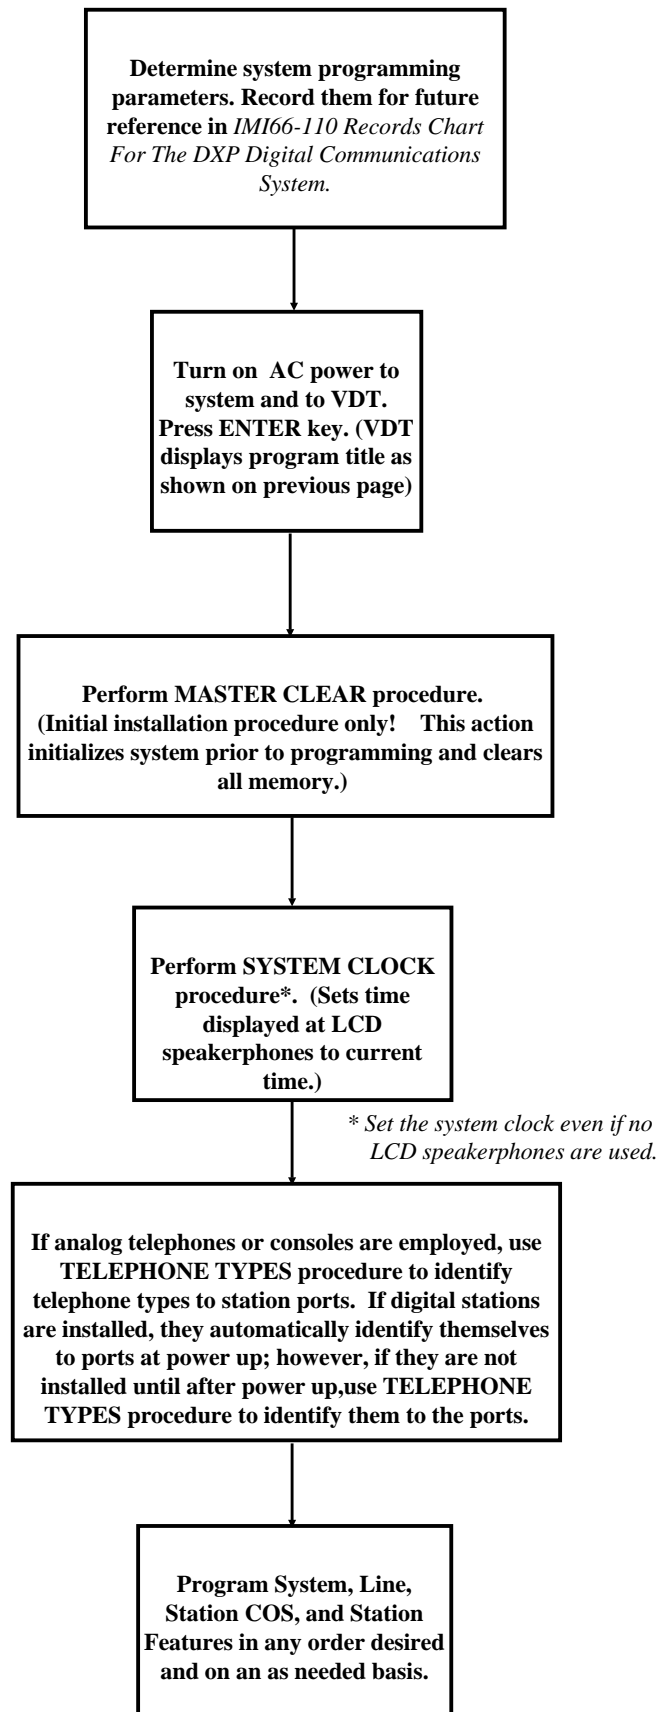 Determine system programming
parameters. Record them for future
reference in IMI66-110 Records Chart
For The DXP Digital Communications
System.
Turn on  AC power to
system and to VDT.
Press ENTER key. (VDT
displays program title as
shown on previous page)
Perform MASTER CLEAR procedure.
(Initial installation procedure only!    This action
initializes system prior to programming and clears
all memory.)
Perform SYSTEM CLOCK
procedure*.  (Sets time
displayed at LCD
speakerphones to current
time.)
* Set the system clock even if no
LCD speakerphones are used.
If analog telephones or consoles are employed, use
TELEPHONE TYPES procedure to identify
telephone types to station ports.  If digital stations
are installed, they automatically identify themselves
to ports at power up; however, if they are not
installed until after power up,use TELEPHONE
TYPES procedure to identify them to the ports.
Program System, Line,
Station COS, and Station
Features in any order desired
and on an as needed basis.